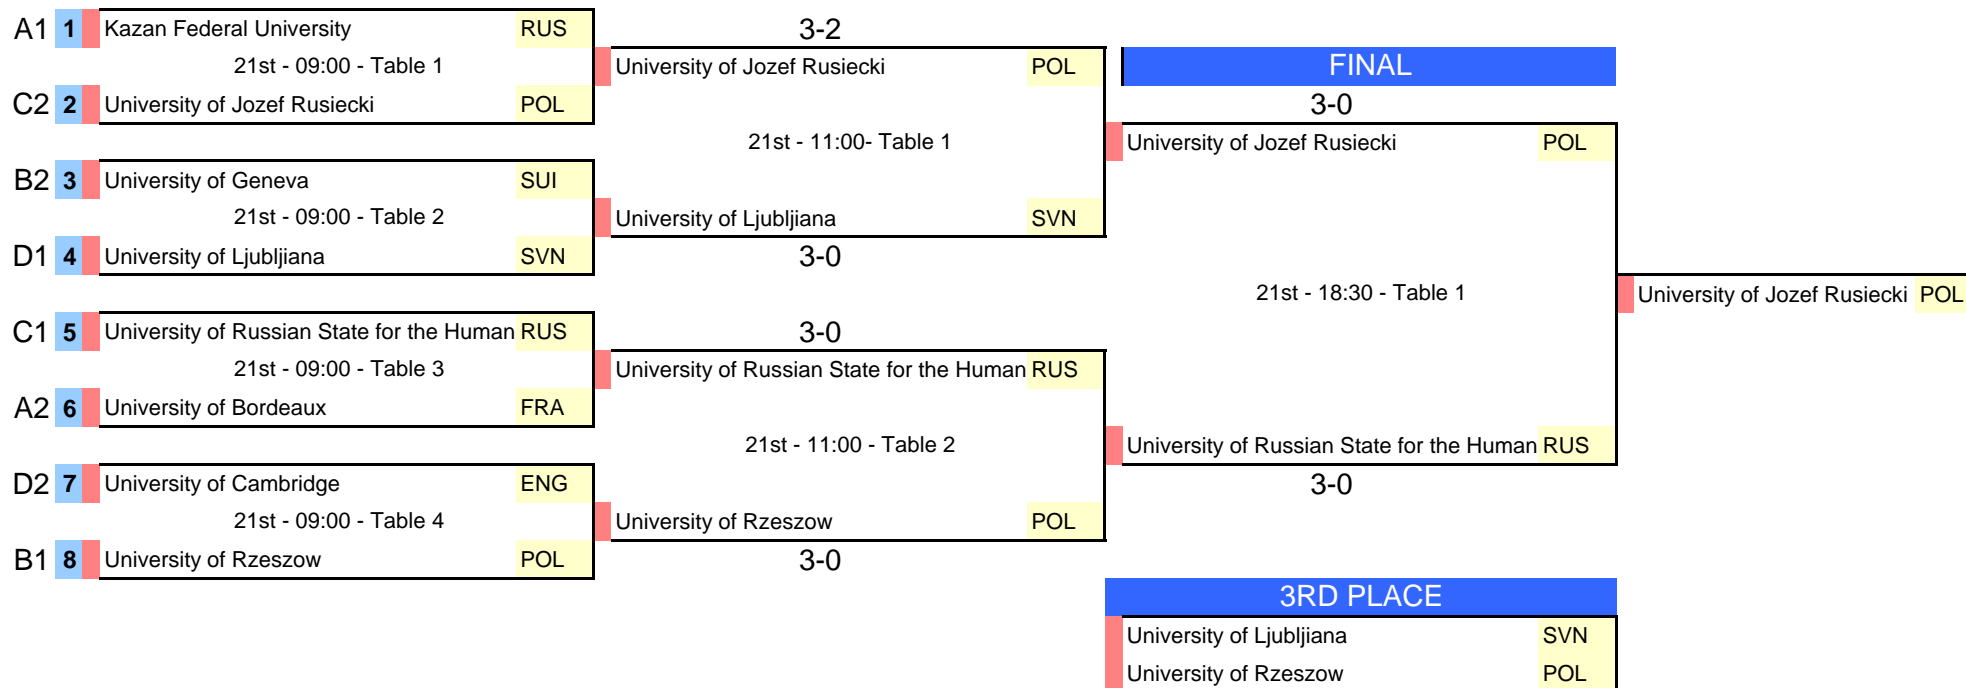 A1 1 Kazan Federal University RUS 3-2
21st - 09:00 - Table 1 University of Jozef Rusiecki POL FINAL
C2 2 University of Jozef Rusiecki POL 3-0
21st - 11:00- Table 1 University of Jozef Rusiecki POL
B2 3 University of Geneva SUI
21st - 09:00 - Table 2 University of Ljubljiana SVN
D1 4 University of Ljubljiana SVN 3-0
21st - 18:30 - Table 1 University of Jozef Rusiecki POL
C1 5 University of Russian State for the Human RUS 3-0
21st - 09:00 - Table 3 University of Russian State for the Human RUS
A2 6 University of Bordeaux FRA
21st - 11:00 - Table 2 University of Russian State for the Human RUS
D2 7 University of Cambridge ENG 3-0
21st - 09:00 - Table 4 University of Rzeszow POL
B1 8 University of Rzeszow POL 3-0
3RD PLACE
University of Ljubljiana SVN
University of Rzeszow POL